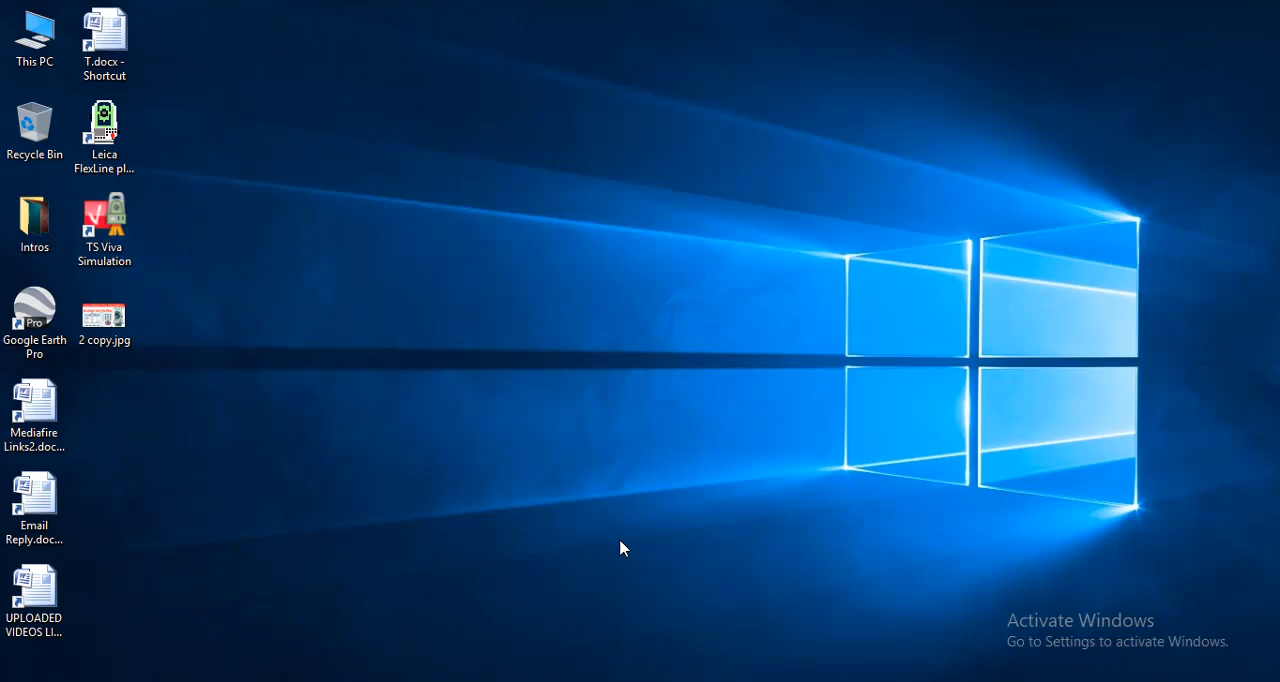 This PC
T.docx -
Shortcut
Recycle Bin
Leica
FlexLine pl...
Intros
TS Viva
Simulation
Pro
Google Earth
Pro
2 copy.jpg
Mediafire
Links2.doc...
Email
Reply.doc...
UPLOADED
VIDEOS LI...
Activate Windows
Go to Settings to activate Windows.